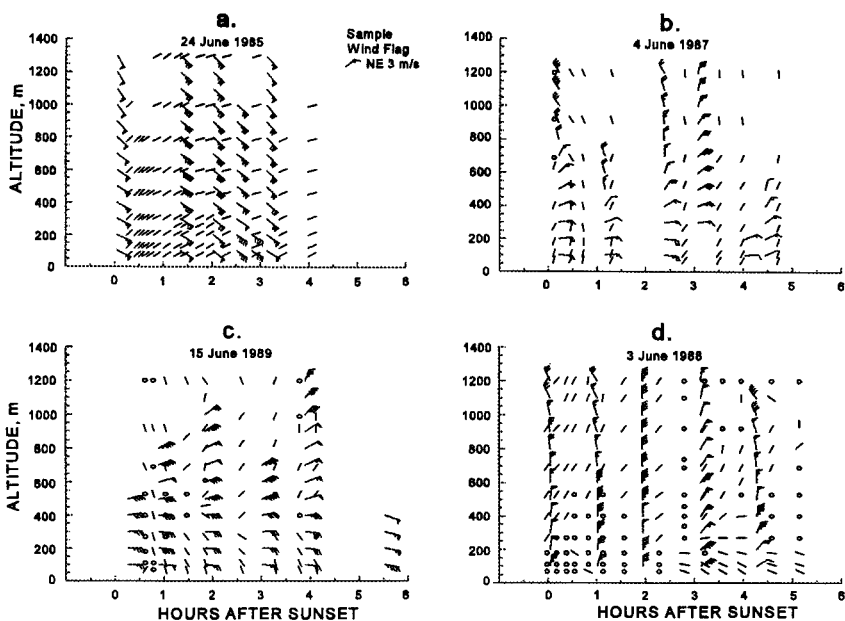 a.
24 June 1985
Sample
Wind Flag
NE 3 m/s
ALTITUDE, m
1400
1200
1000
800
600
400
200
0
0 1 2 3 4 5 6
b.
4 June 1987
1400
1200
1000
800
600
400
200
0
0 1 2 3 4 5 6
c.
15 June 1989
ALTITUDE, m
1400
1200
1000
800
600
400
200
0
0 1 2 3 4 5 6
HOURS AFTER SUNSET
d.
3 June 1988
1400
1200
1000
800
600
400
200
0
0 1 2 3 4 5 6
HOURS AFTER SUNSET